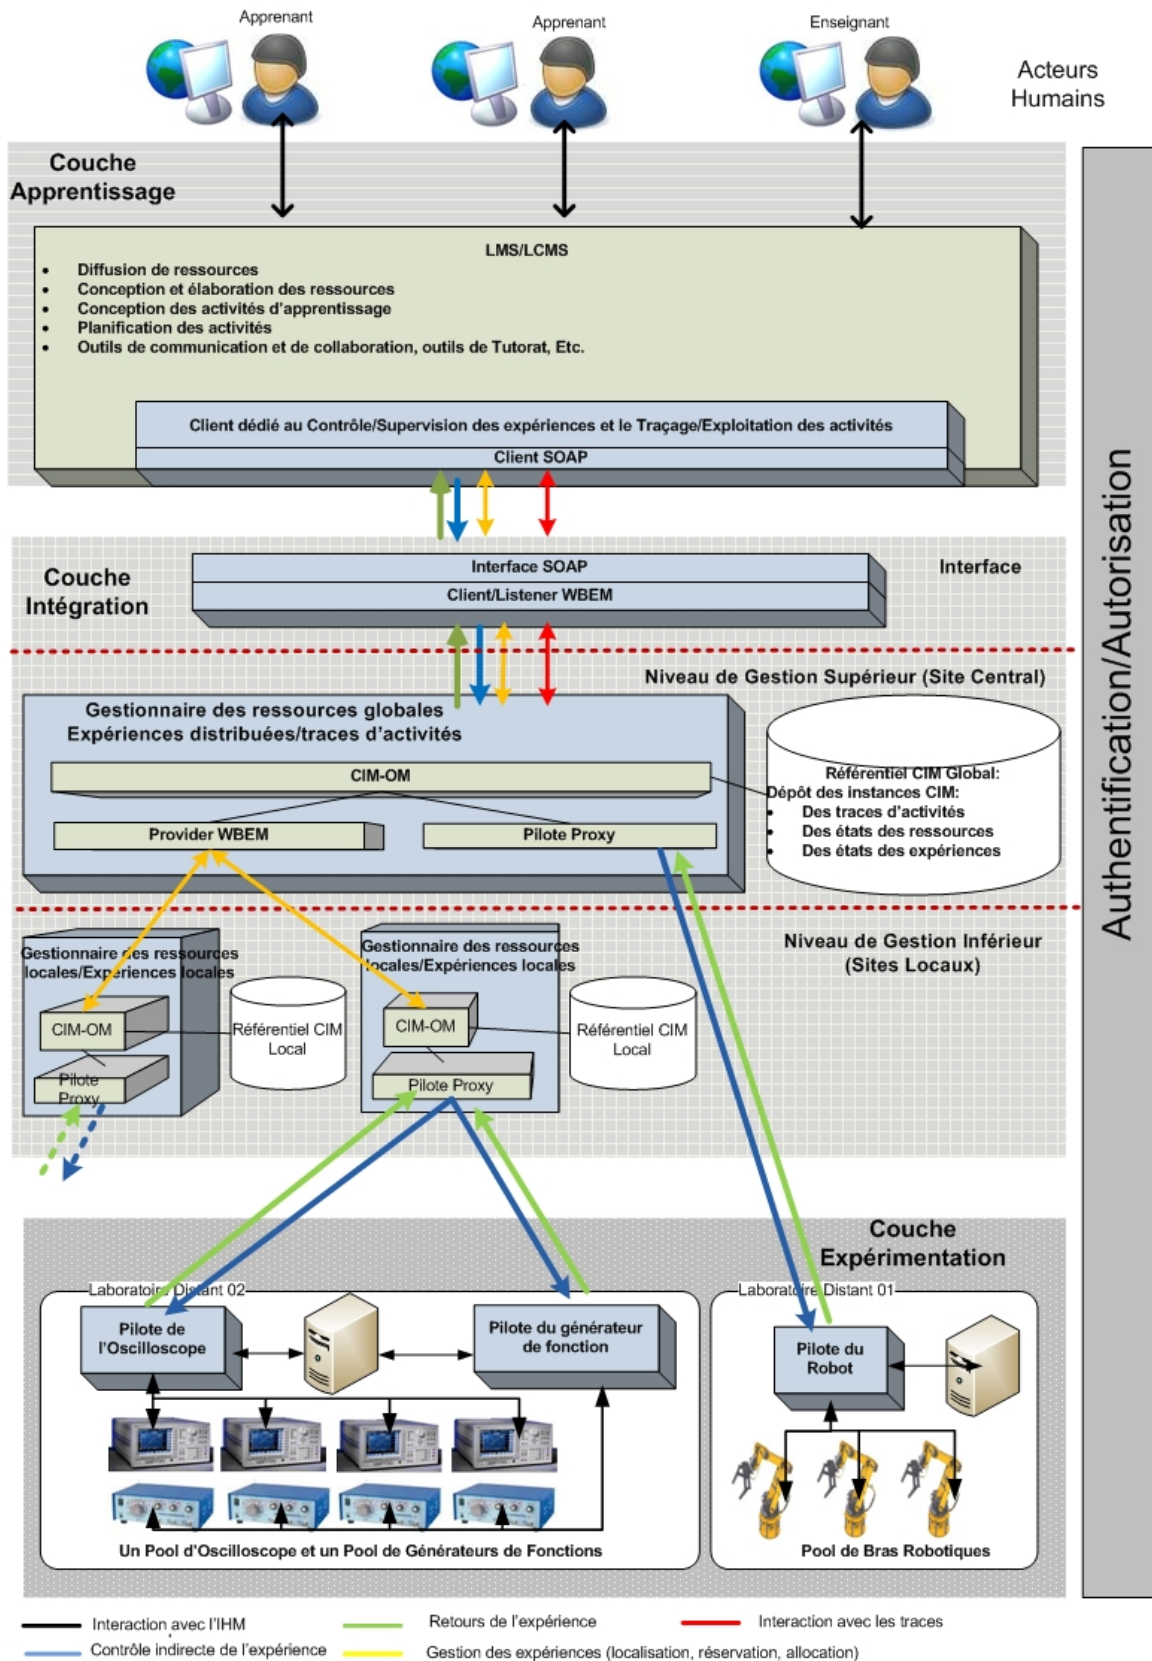 Apprenant
Apprenant
Enseignant
Acteurs
Humains
Couche
Apprentissage
LMS/LCMS
• Diffusion de ressources
• Conception et élaboration des ressources
• Conception des activités d'apprentissage
• Planification des activités
• Outils de communication et de collaboration, outils de Tutorat, Etc.
Client dédié au Contrôle/Supervision des expériences et le Traçage/Exploitation des activités
Client SOAP
Authentification/Autorisation
Couche
Intégration
Interface SOAP
Client/Listener WBEM
Interface
Niveau de Gestion Supérieur (Site Central)
Gestionnaire des ressources globales
Expériences distribuées/traces d'activités
CIM-OM
Provider WBEM
Pilote Proxy
Référentiel CIM Global:
Dépôt des instances CIM:
• Des traces d'activités
• Des états des ressources
• Des états des expériences
Niveau de Gestion Inférieur
(Sites Locaux)
Gestionnaire des ressources
locales/Expériences locales
CIM-OM
Pilote
Proxy
Référentiel CIM
Local
Gestionnaire des ressources
locales/Expériences locales
CIM-OM
Pilote Proxy
Référentiel CIM
Local
Couche
Expérimentation
Laboratoire Distant 02
Pilote de
l'Oscilloscope
Pilote du générateur
de fonction
Un Pool d'Oscilloscope et un Pool de Générateurs de Fonctions
Laboratoire Distant 01
Pilote du
Robot
Pool de Bras Robotiques
Interaction avec l'IHM
Retours de l'expérience
Interaction avec les traces
Contrôle indirecte de l'expérience
Gestion des expériences (localisation, réservation, allocation)